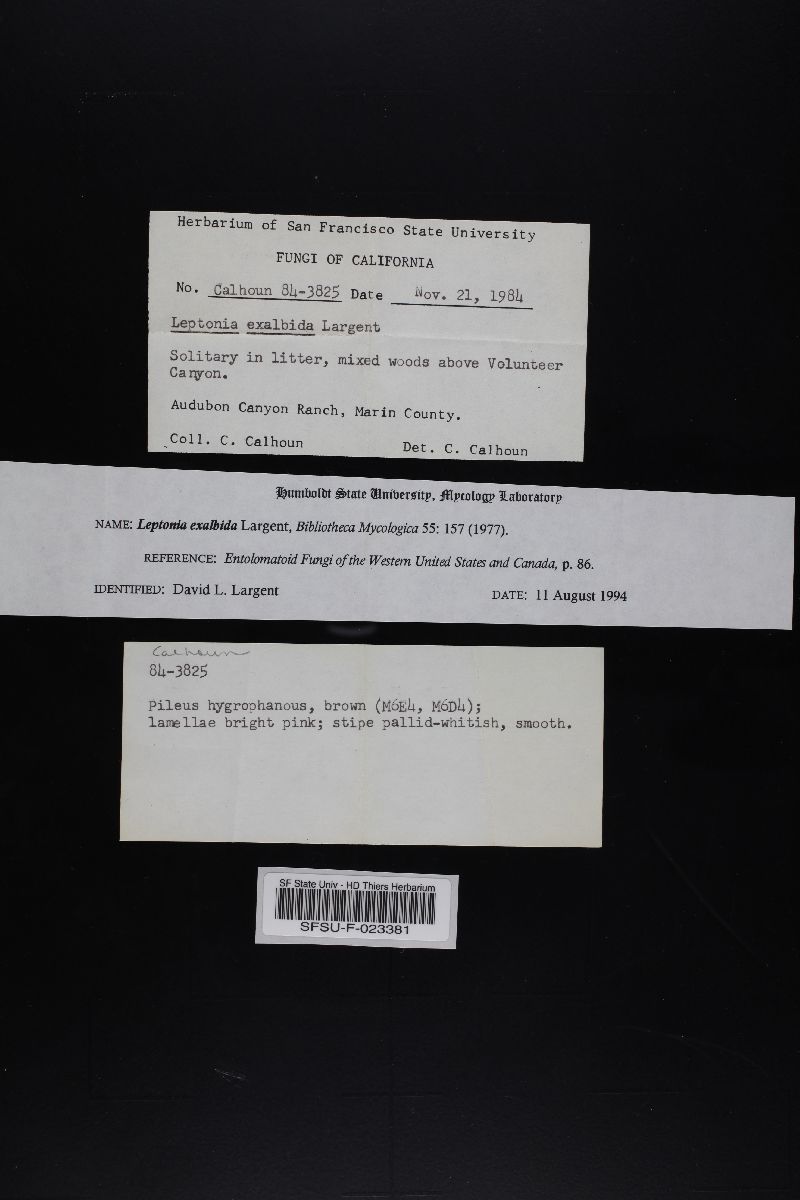 Herbarium of San Francisco State University
FUNGI OF CALIFORNIA
No. Calhoun 84-3825 Date Nov. 21, 1984
Leptonia exalbida Largent
Solitary in litter, mixed woods above Volunteer
Canyon.
Audubon Canyon Ranch, Marin County.
Coll. C. Calhoun Det. C. Calhoun
Humboldt State University, Mycology Laboratory
NAME: Leptonia exalbida Largent, Bibliotheca Mycologica 55: 157 (1977).
REFERENCE: Entolomatoid Fungi of the Western United States and Canada, p. 86.
IDENTIFIED: David L. Largent DATE: 11 August 1994
Calhoun
84-3825
Pileus hygrophanous, brown (M6E4, M6D4);
lamellae bright pink; stipe pallid-whitish, smooth.
SF State Univ - HD Thiers Herbarium
SFSU-F-023381